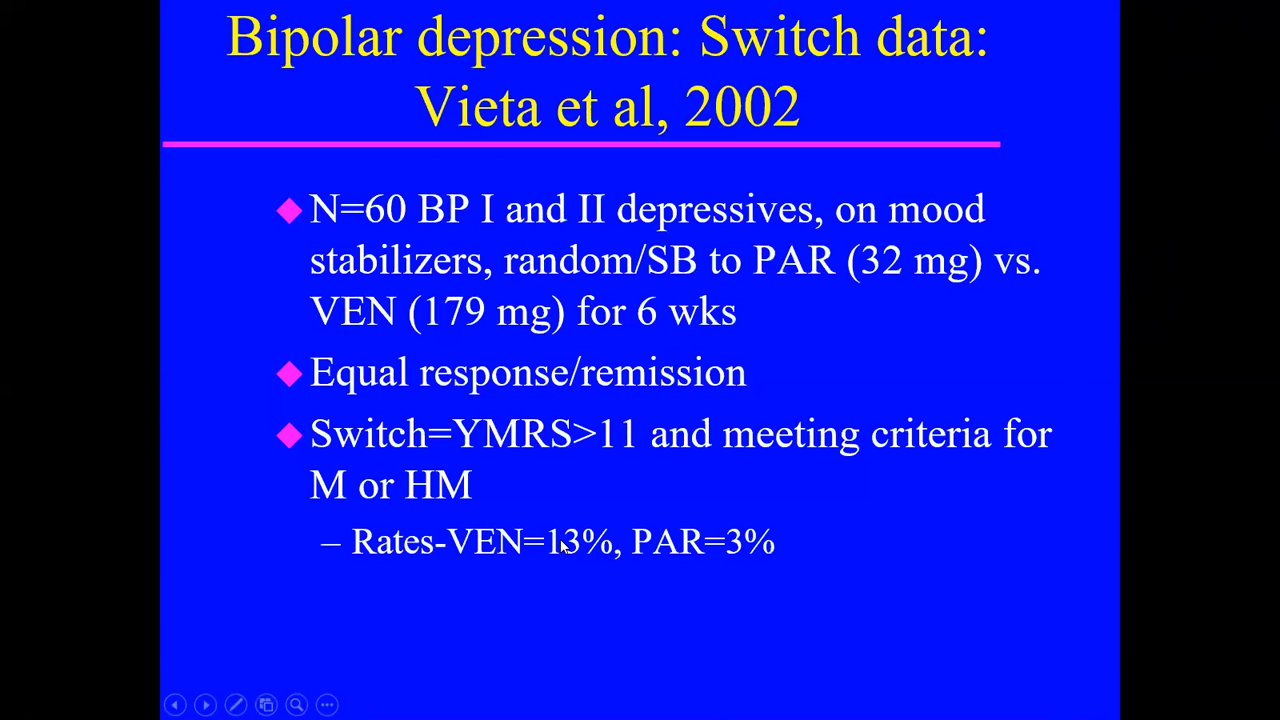 Bipolar depression: Switch data:
Vieta et al, 2002
N=60 BP I and II depressives, on mood
stabilizers, random/SB to PAR (32 mg) vs.
VEN (179 mg) for 6 wks
Equal response/remission
Switch=YMRS>11 and meeting criteria for
M or HM
– Rates-VEN=13%, PAR=3%